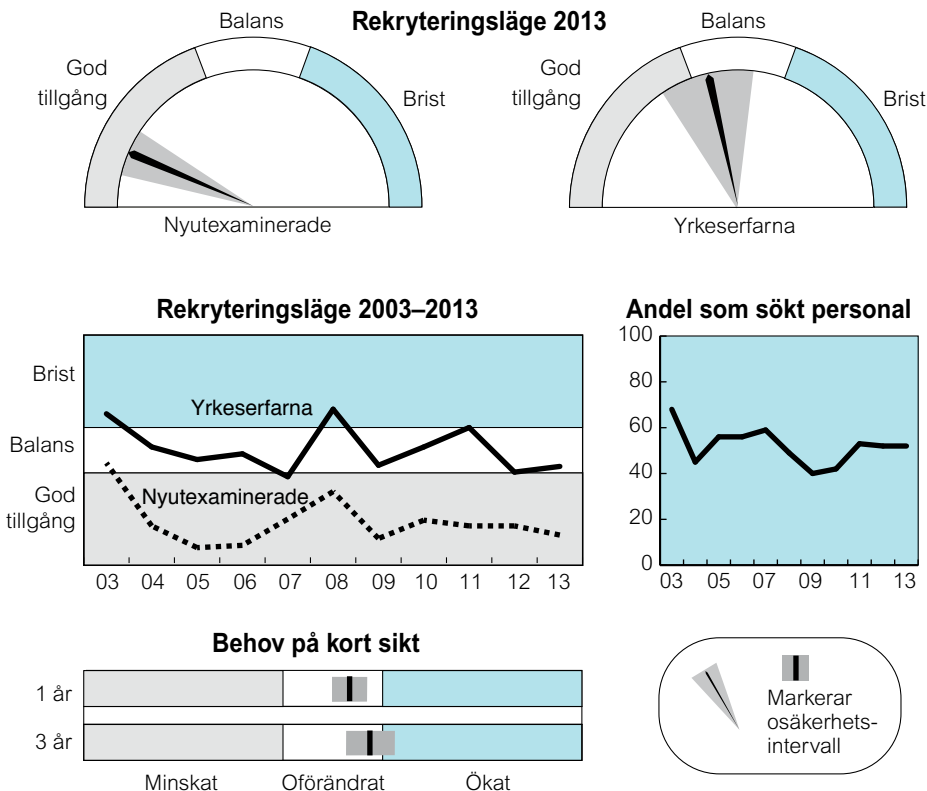 Rekryteringsläge 2013
Balans
God
tillgång
Brist
Nyutexaminerade
Balans
God
tillgång
Brist
Yrkeserfarna
Rekryteringsläge 2003–2013
Brist
Balans
God
tillgång
Yrkeserfarna
Nyutexaminerade
03 04 05 06 07 08 09 10 11 12 13
Andel som sökt personal
100
80
60
40
20
0
03 05 07 09 11 13
Behov på kort sikt
1 år
3 år
Minskat Oförändrat Ökat
Markerar
osäkerhets-
intervall